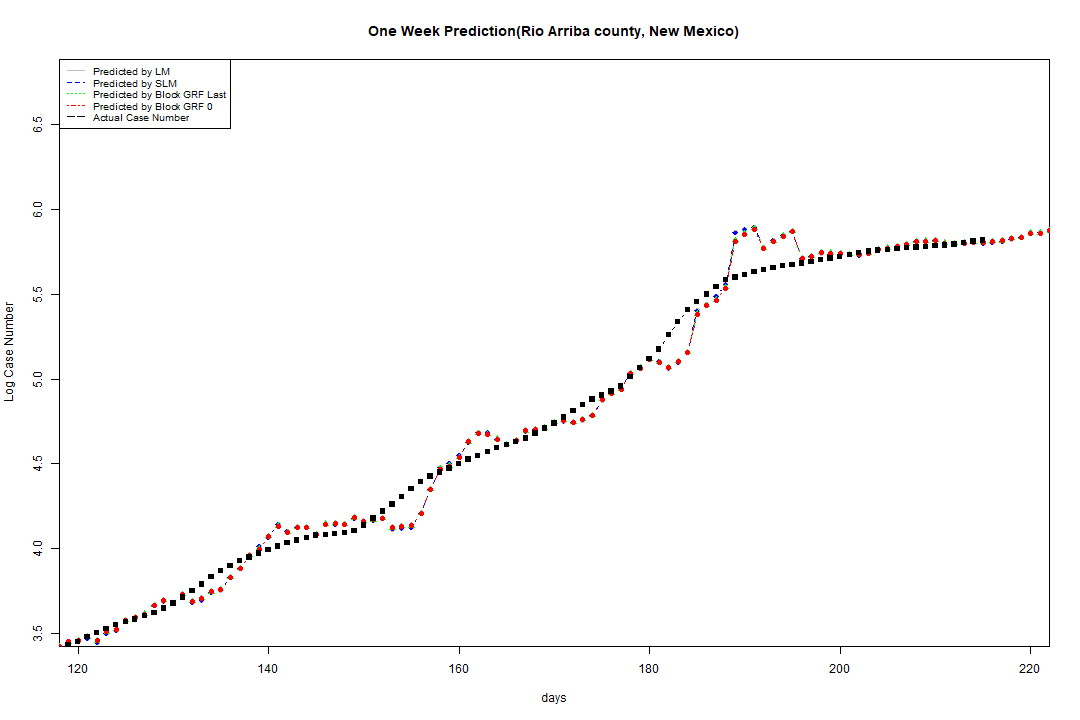 One Week Prediction(Rio Arriba county, New Mexico)
Predicted by LM
Predicted by SLM
Predicted by Block GRF Last
Predicted by Block GRF 0
Actual Case Number
6.5
6.0
5.5
5.0
4.5
4.0
3.5
Log Case Number
120 140 160 180 200 220
days